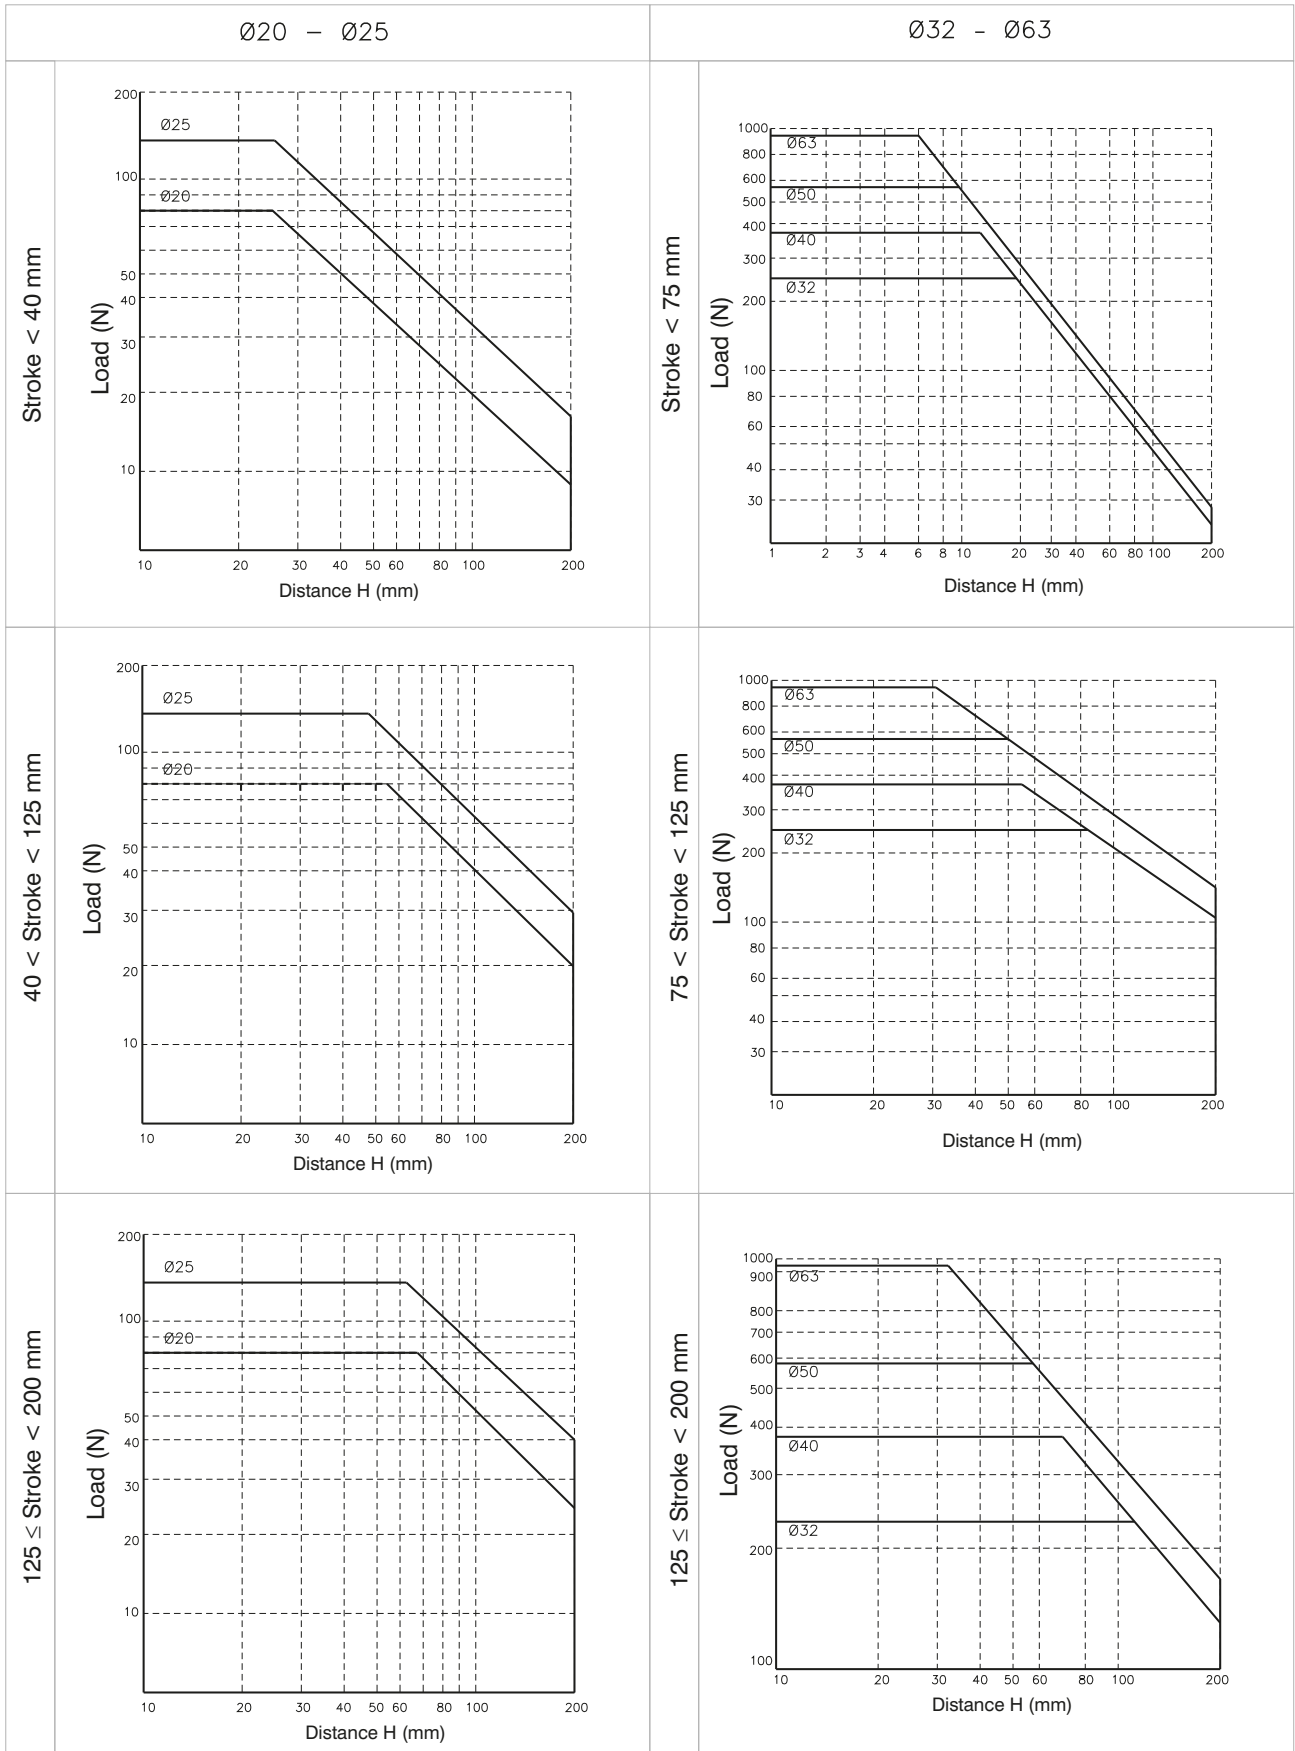 Ø20 – Ø25
Ø32 – Ø63
Stroke < 40 mm
Load (N)
200
100
50
40
30
20
10
Ø25
Ø20
10 20 30 40 50 60 80 100 200
Distance H (mm)
Stroke < 75 mm
Load (N)
1000
800
600
500
400
300
200
100
80
60
40
30
Ø63
Ø50
Ø40
Ø32
1 2 3 4 6 8 10 20 30 40 60 80 100 200
Distance H (mm)
40 < Stroke < 125 mm
Load (N)
200
100
50
40
30
20
10
Ø25
Ø20
10 20 30 40 50 60 80 100 200
Distance H (mm)
75 < Stroke < 125 mm
Load (N)
1000
800
600
500
400
300
200
100
80
60
40
30
Ø63
Ø50
Ø40
Ø32
10 20 30 40 50 60 80 100 200
Distance H (mm)
125 ≤ Stroke < 200 mm
Load (N)
200
100
50
40
30
20
10
Ø25
Ø20
10 20 30 40 50 60 80 100 200
Distance H (mm)
125 ≤ Stroke < 200 mm
Load (N)
1000
900
800
700
600
500
400
300
200
100
Ø63
Ø50
Ø40
Ø32
10 20 30 40 50 60 80 100 200
Distance H (mm)